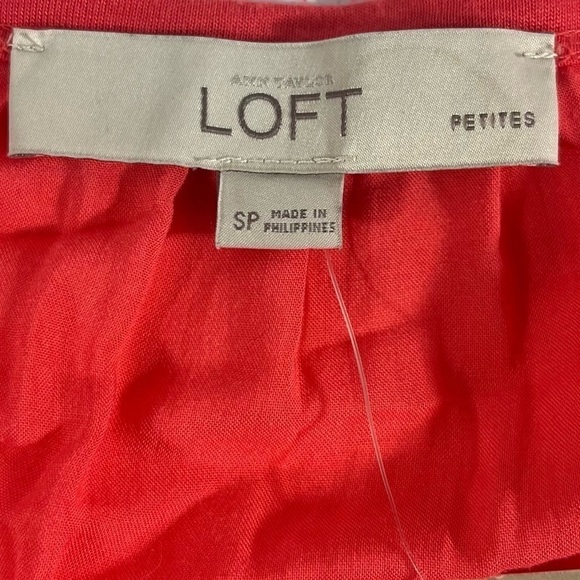 ANN TAYLOR
LOFT
PETITES
SP
MADE IN
PHILIPPINES